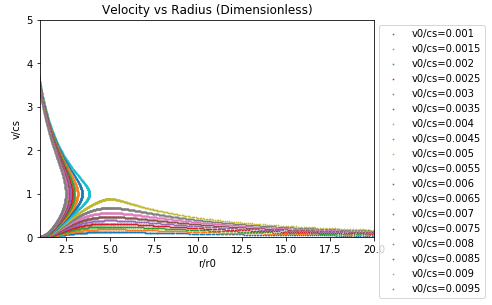 Velocity vs Radius (Dimensionless)
5
4
3
2
1
0
v/cs
2.5 5.0 7.5 10.0 12.5 15.0 17.5 20.0
r/r0
v0/cs=0.001
v0/cs=0.0015
v0/cs=0.002
v0/cs=0.0025
v0/cs=0.003
v0/cs=0.0035
v0/cs=0.004
v0/cs=0.0045
v0/cs=0.005
v0/cs=0.0055
v0/cs=0.006
v0/cs=0.0065
v0/cs=0.007
v0/cs=0.0075
v0/cs=0.008
v0/cs=0.0085
v0/cs=0.009
v0/cs=0.0095